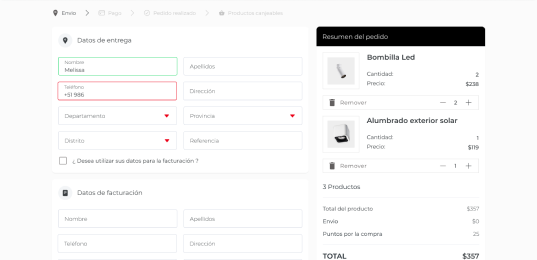 Envío > Pago > Pedido realizado > Productos canjeables
Datos de entrega
Nombre
Melissa
Apellidos
Teléfono
+51 986
Dirección
Departamento
Provincia
Distrito
Referencia
¿ Desea utilizar sus datos para la facturación ?
Datos de facturación
Nombre
Apellidos
Teléfono
Dirección
Resumen del pedido
Bombilla Led
Cantidad: 2
Precio: $238
Remover — 2 +
Alumbrado exterior solar
Cantidad: 1
Precio: $119
Remover — 1 +
3 Productos
Total del producto $357
Envío $0
Puntos por la compra 25
TOTAL $357